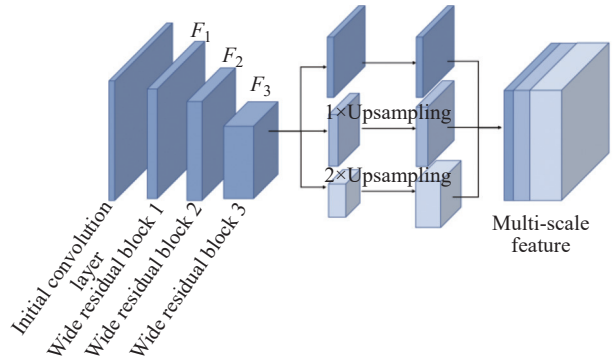 F1
F2
F3
1×Upsampling
2×Upsampling
Multi-scale
feature
Initial convolution
layer
Wide residual block 1
Wide residual block 2
Wide residual block 3